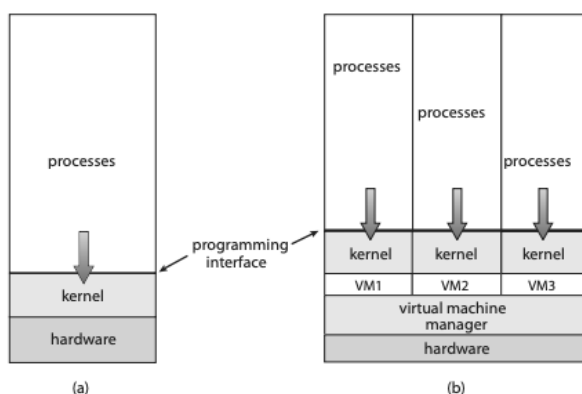 processes
kernel
hardware
(a)
programming
interface
processes
processes
processes
kernel kernel kernel
VM1 VM2 VM3
virtual machine
manager
hardware
(b)